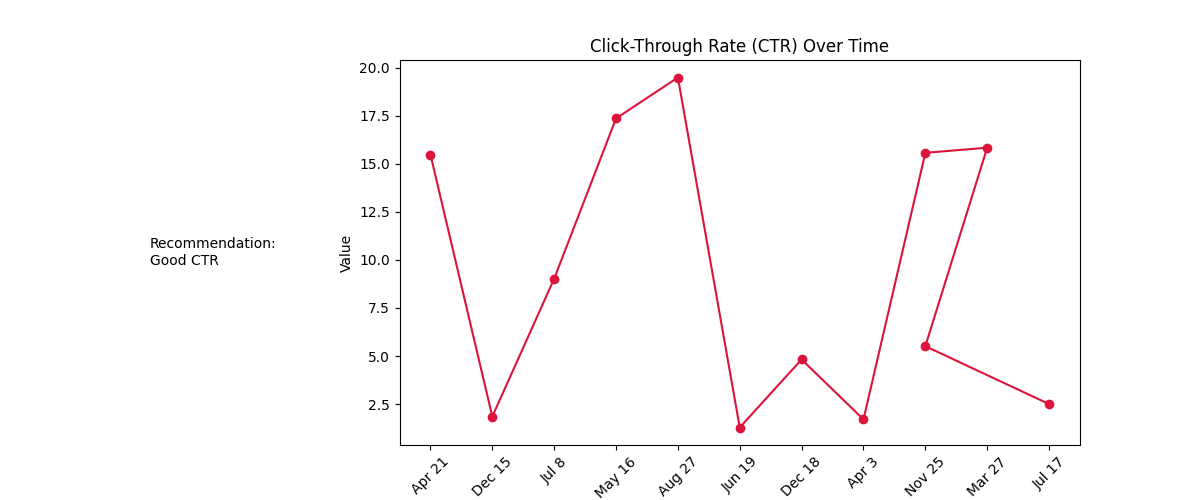 Click-Through Rate (CTR) Over Time
Recommendation:
Good CTR
Value
20.0
17.5
15.0
12.5
10.0
7.5
5.0
2.5
Apr 21
Dec 15
Jul 8
May 16
Aug 27
Jun 19
Dec 18
Apr 3
Nov 25
Mar 27
Jul 17